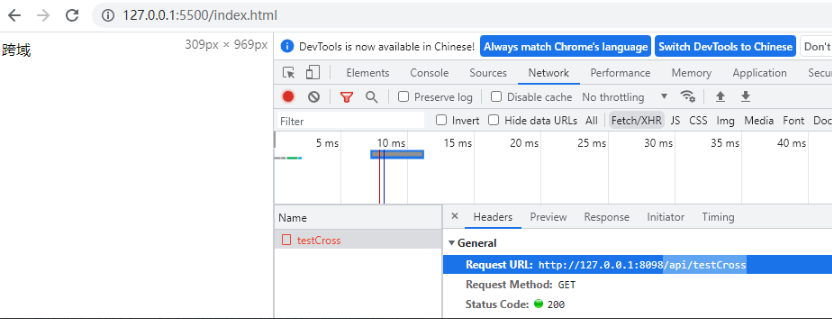 127.0.0.1:5500/index.html
跨域
309px × 969px
DevTools is now available in Chinese! Always match Chrome's language Switch DevTools to Chinese Don't
Elements Console Sources Network Performance Memory Application Secu
Preserve log Disable cache No throttling
Filter Invert Hide data URLs All Fetch/XHR JS CSS Img Media Font Doc
5 ms 10 ms 15 ms 20 ms 25 ms 30 ms 35 ms 40 ms
Name × Headers Preview Response Initiator Timing
testCross
General
Request URL: http://127.0.0.1:8098/api/testCross
Request Method: GET
Status Code: 200